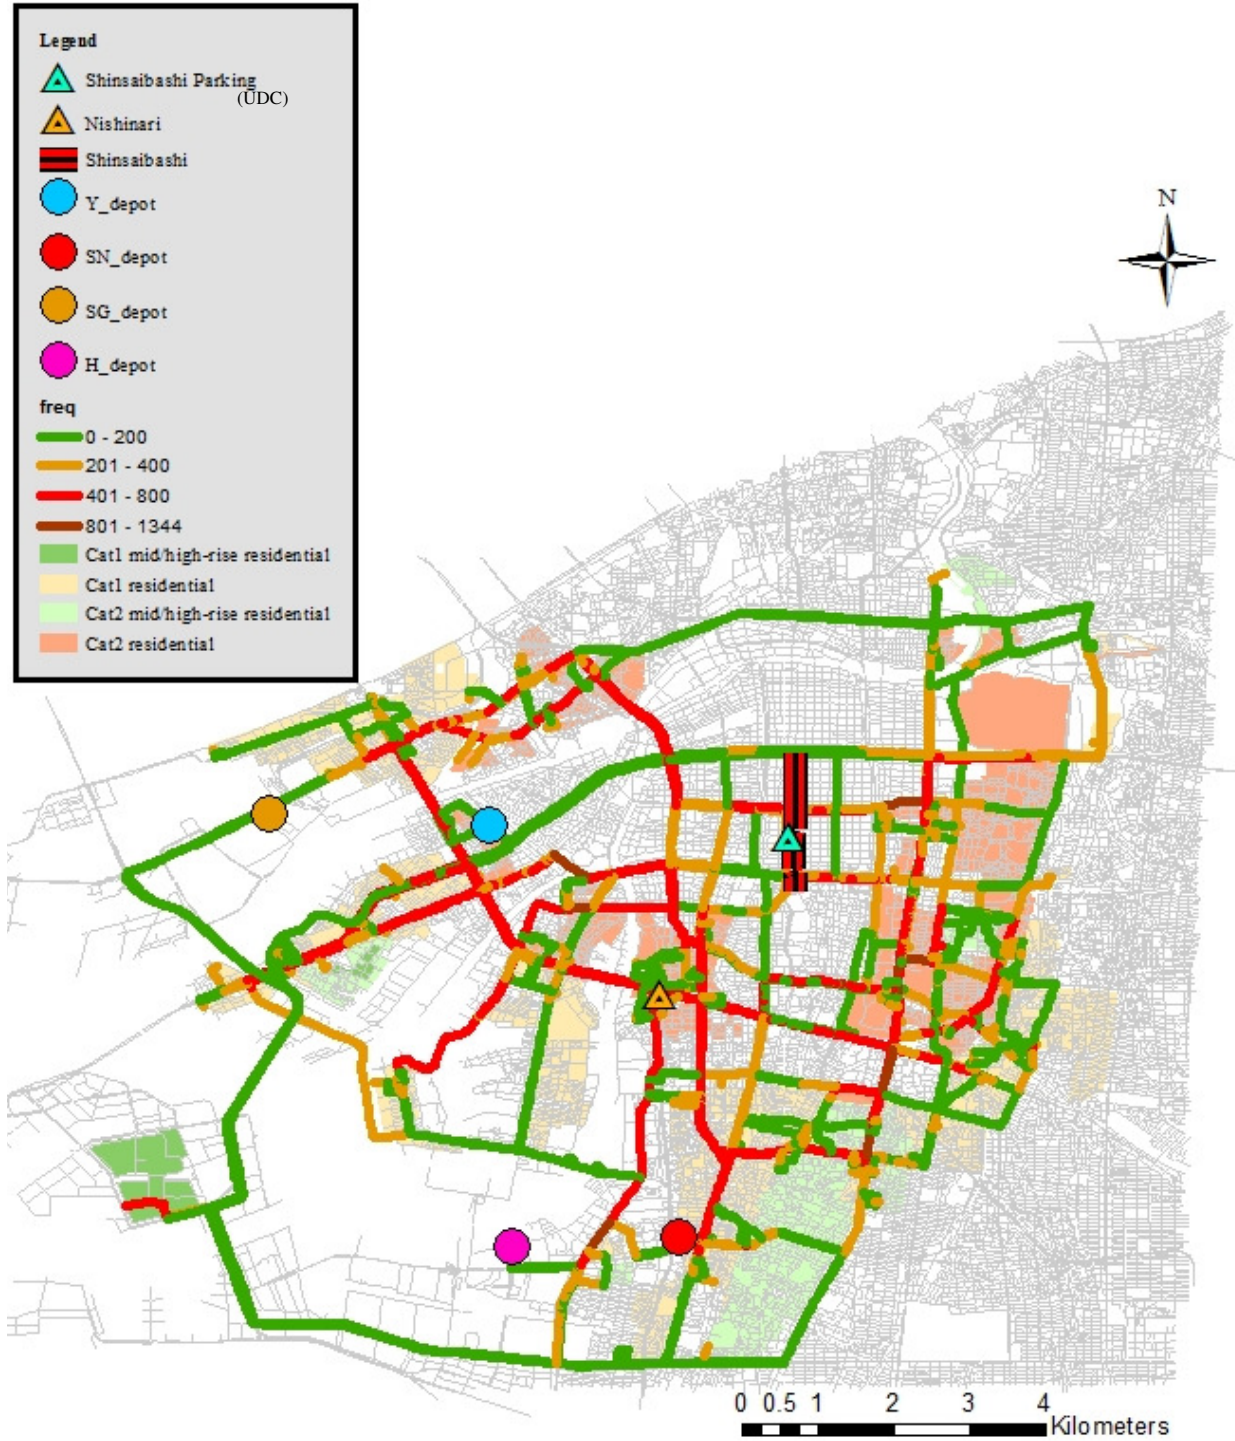 Legend
Shinsaibashi Parking
(UDC)
Nishinari
Shinsaibashi
Y_depot
SN_depot
SG_depot
H_depot
freq
0 - 200
201 - 400
401 - 800
801 - 1344
Cat1 mid/high-rise residential
Cat1 residential
Cat2 mid/high-rise residential
Cat2 residential
N
0 0.5 1 2 3 4
Kilometers